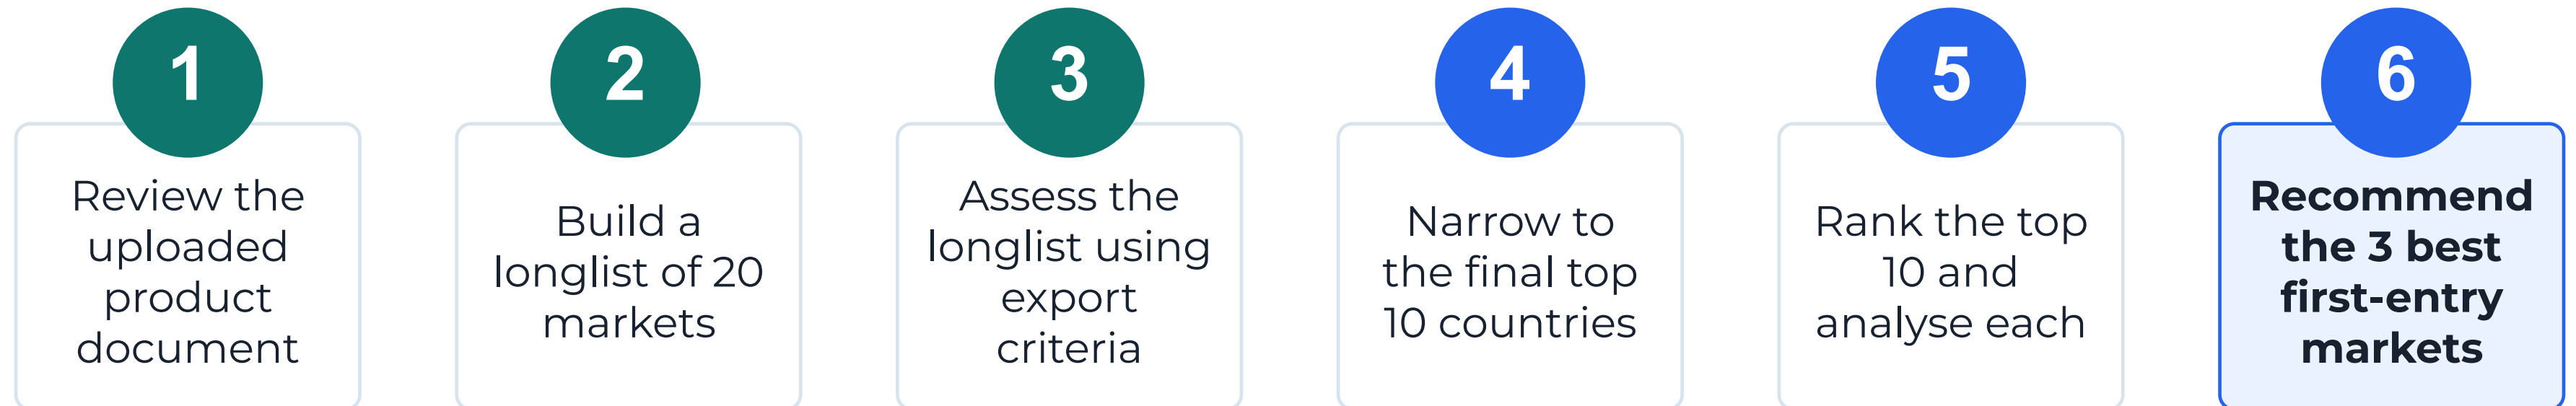 1
Review the
uploaded
product
document
2
Build a
longlist of 20
markets
3
Assess the
longlist using
export
criteria
4
Narrow to
the final top
10 countries
5
Rank the top
10 and
analyse each
6
Recommend
the 3 best
first-entry
markets